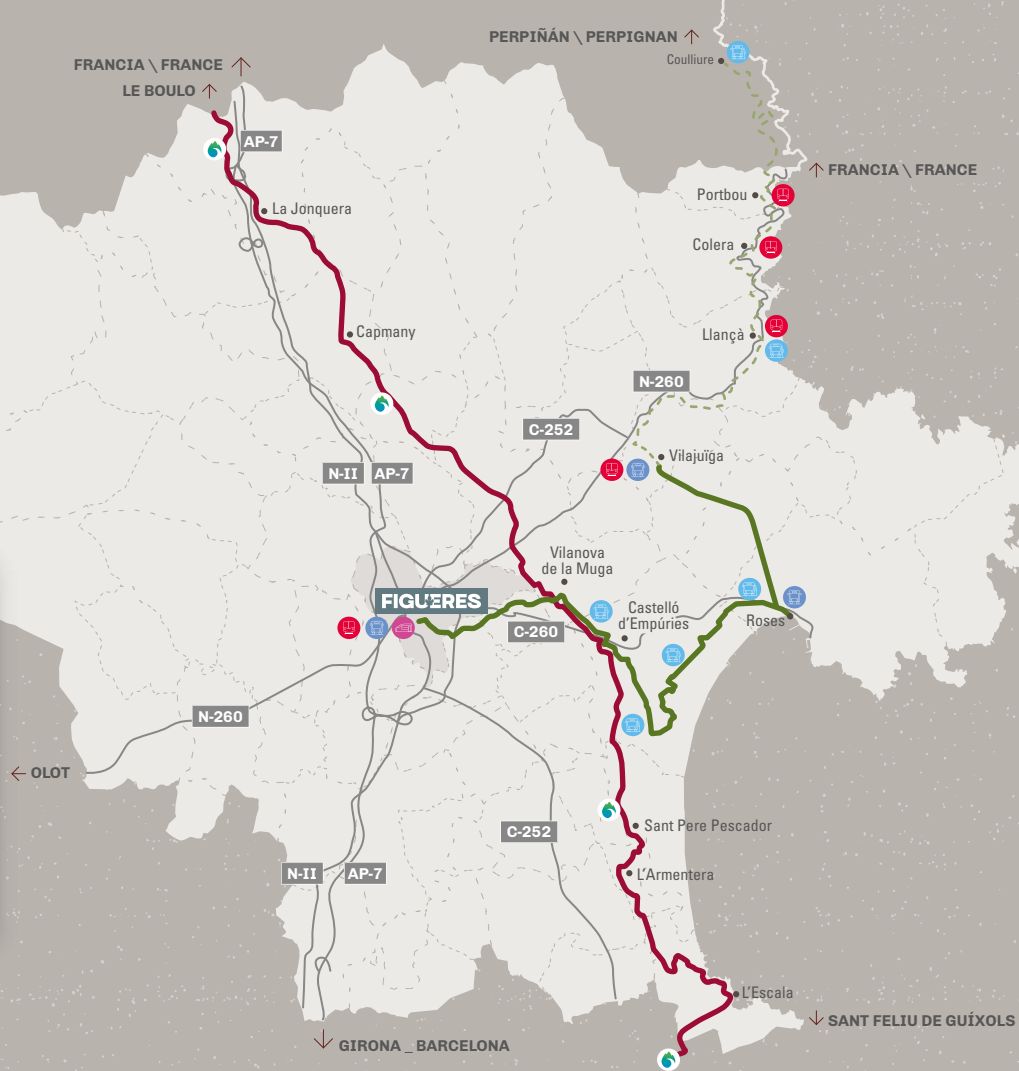 PERPIÑÁN \ PERPIGNAN
Coulliure
FRANCIA \ FRANCE
LE BOULO
AP-7
FRANCIA \ FRANCE
Portbou
La Jonquera
Colera
Capmany
Llançà
N-260
C-252
Vilajuïga
N-II
AP-7
Vilanova
de la Muga
FIGUERES
Castelló
d'Empúries
Roses
C-260
N-260
OLOT
C-252
Sant Pere Pescador
N-II
AP-7
L'Armentera
L'Escala
SANT FELIU DE GUÍXOLS
GIRONA _ BARCELONA